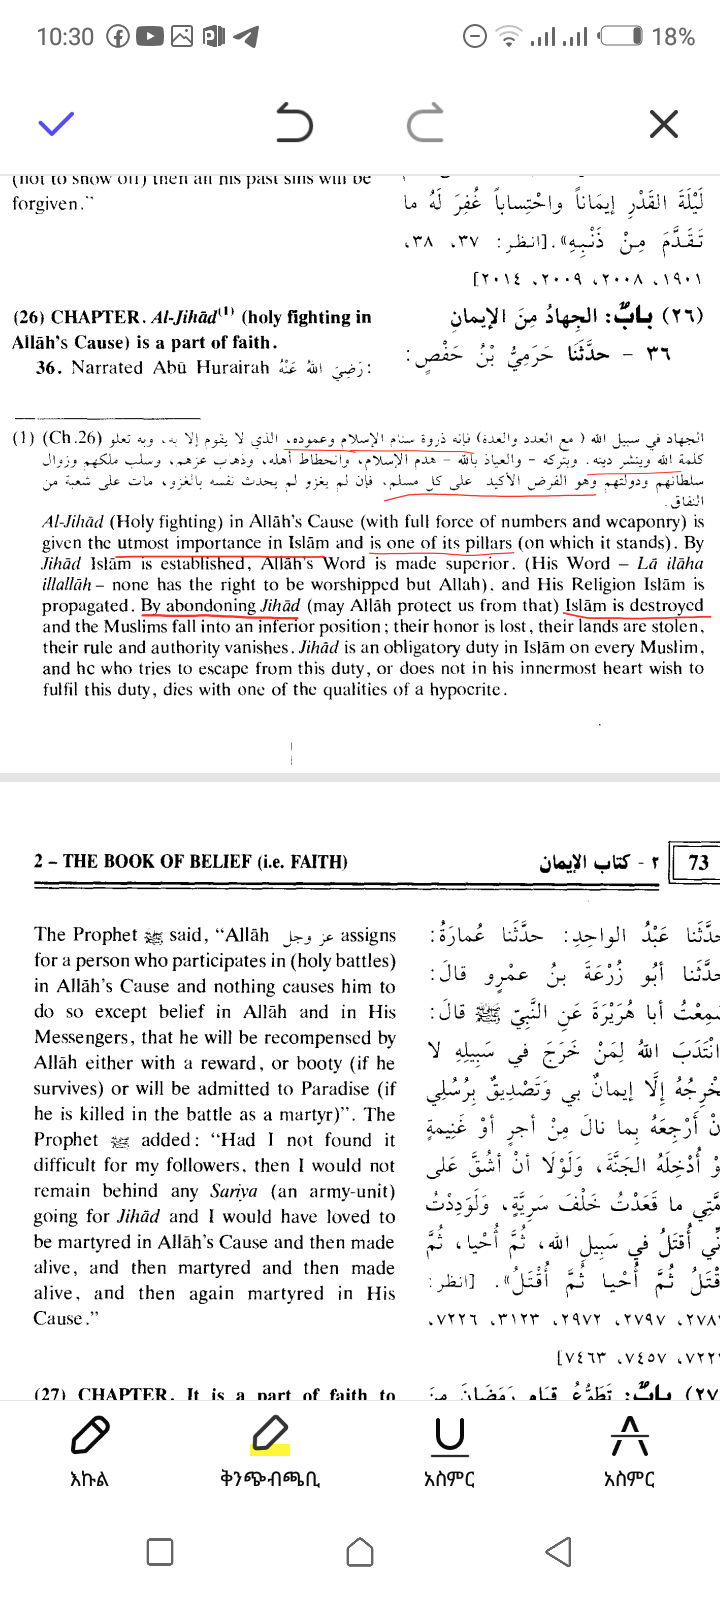 10:30
18%
(not to show off) then all his past sins will be
forgiven."
لَيْلَةَ القَدْرِ إيمَاناً واحْتِساباً غُفِرَ لَهُ ما
تَقَدَّمَ مِنْ ذَنْبِهِ». [انظر: ٣٧، ٣٨،
١٩٠١، ٢٠٠٨، ٢٠٠٩، ٢٠١٤]
(26) CHAPTER. Al-Jihād(1) (holy fighting in
Allāh's Cause) is a part of faith.
(٢٦) بابٌ: الجِهادُ مِنَ الإيمانِ
36. Narrated Abū Hurairah رَضِيَ اللهُ عَنْهُ:
٣٦ - حدَّثَنا حَرَمِيُّ بْنُ حَفْصٍ:
(1) (Ch.26) الجهاد في سبيل الله (مع العدد والعدة) فإنه ذروة سنام الإسلام وعموده، الذي لا يقوم إلا به، وبه تعلو
كلمة الله وينشر دينه. وبتركه - والعياذ بالله - هدم الإسلام، وانحطاط أهله، وذهاب عزهم، وسلب ملكهم وزوال
سلطانهم ودولتهم وهو الفرض الأكيد على كل مسلم، فإن لم يغزو لم يحدث نفسه بالغزو، مات على شعبة من
النفاق.
Al-Jihād (Holy fighting) in Allāh's Cause (with full force of numbers and weaponry) is
given the utmost importance in Islām and is one of its pillars (on which it stands). By
Jihād Islām is established, Allāh's Word is made superior. (His Word – Lā ilāha
illallāh – none has the right to be worshipped but Allah), and His Religion Islām is
propagated. By abondoning Jihād (may Allāh protect us from that) Islām is destroyed
and the Muslims fall into an inferior position; their honor is lost, their lands are stolen,
their rule and authority vanishes. Jihād is an obligatory duty in Islām on every Muslim,
and he who tries to escape from this duty, or does not in his innermost heart wish to
fulfil this duty, dies with one of the qualities of a hypocrite.
2 – THE BOOK OF BELIEF (i.e. FAITH)
٢ - كتاب الإيمان
73
The Prophet ﷺ said, "Allāh عز وجل assigns
for a person who participates in (holy battles)
in Allāh's Cause and nothing causes him to
do so except belief in Allāh and in His
Messengers, that he will be recompensed by
Allāh either with a reward, or booty (if he
survives) or will be admitted to Paradise (if
he is killed in the battle as a martyr)". The
Prophet ﷺ added: "Had I not found it
difficult for my followers, then I would not
remain behind any Sariya (an army-unit)
going for Jihād and I would have loved to
be martyred in Allāh's Cause and then made
alive, and then martyred and then made
alive, and then again martyred in His
Cause."
حدَّثَنا عَبْدُ الواحِدِ: حدَّثَنا عُمارَةُ:
حدَّثَنا أبُو زُرْعَةَ بنُ عمْرٍو قالَ:
سَمِعْتُ أبا هُرَيْرَةَ عَنِ النَّبِيِّ ﷺ قالَ:
انْتَدَبَ اللهُ لِمَنْ خَرَجَ في سَبِيلِهِ لا
خْرِجُهُ إلَّا إيمانٌ بي وَتَصْدِيقٌ بِرُسُلِي
نْ أرْجِعَهُ بِما نالَ مِنْ أجرٍ أوْ غَنِيمةٍ
وْ أُدْخِلَهُ الجَنَّةَ، وَلَوْلَا أنْ أشُقَّ على
مَّتِي ما قَعَدْتُ خَلْفَ سَرِيَّةٍ، وَلَوَدِدْتُ
نِّي أُقتَلُ في سَبِيلِ الله، ثُمَّ أُحْيا، ثُمَّ
قْتَلُ ثُمَّ أُحْيا ثُمَّ أُقْتَلُ». [انظر:
٢٧٨، ٢٧٩٧، ٢٩٧٢، ٣١٢٣، ٧٢٢٦،
٧٢٢، ٧٤٥٧، ٧٤٦٣]
(27) CHAPTER. It is a part of faith to
(٢٧) بابٌ: تَطَوُّعُ قِيامِ رَمَضَانَ مِنَ
እኩል
ቅንጭብጫቢ
አስምር
አስምር